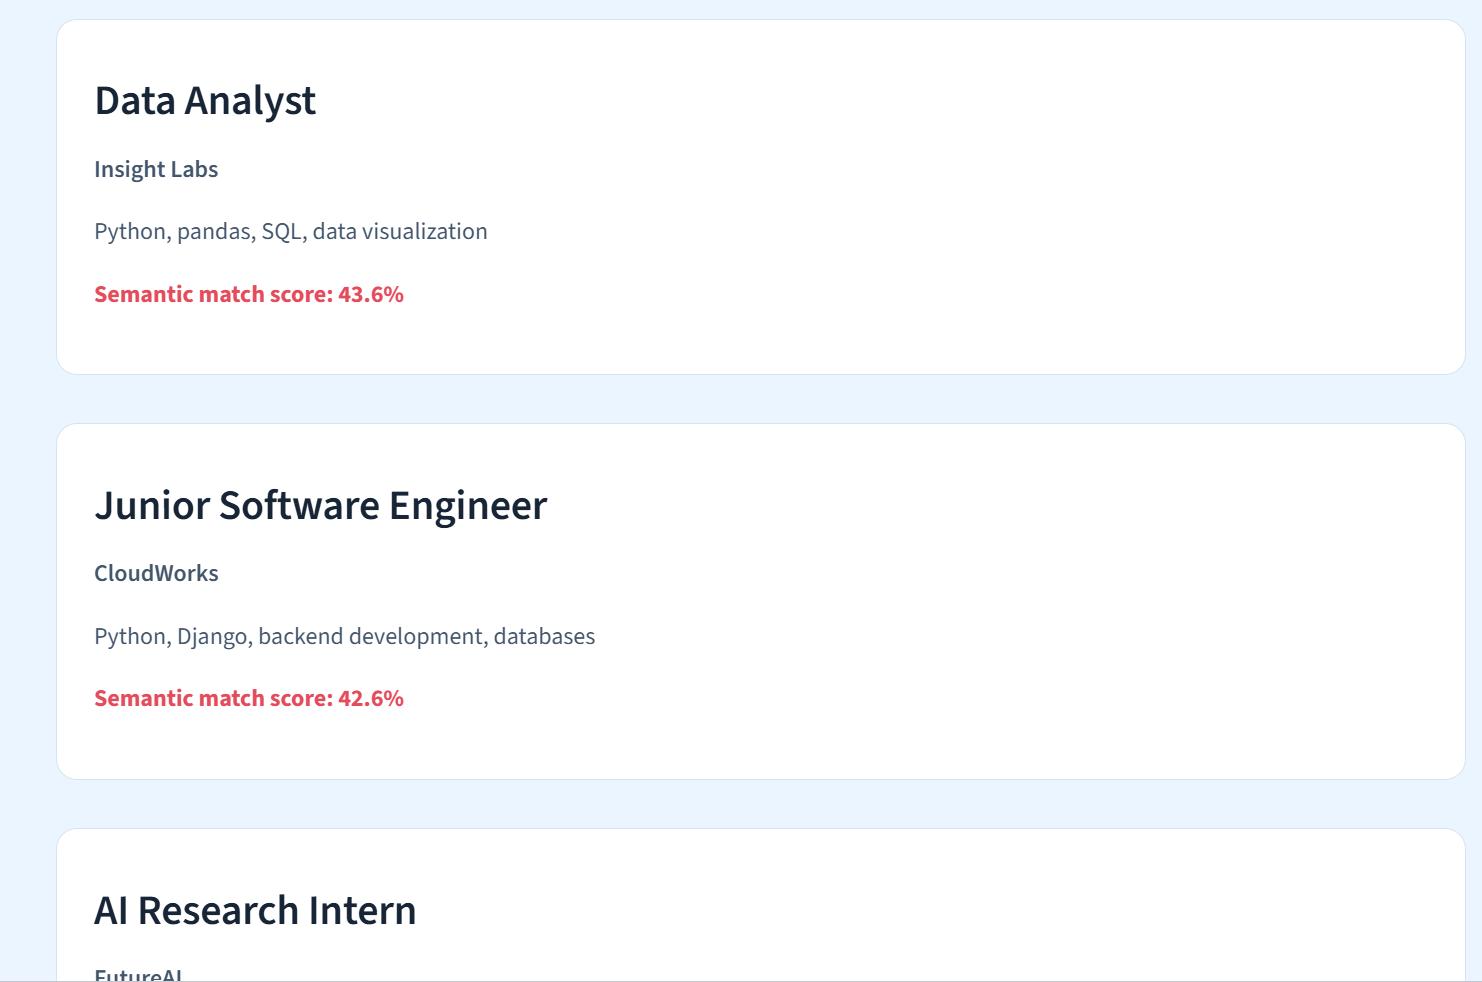 Data Analyst
Insight Labs
Python, pandas, SQL, data visualization
Semantic match score: 43.6%
Junior Software Engineer
CloudWorks
Python, Django, backend development, databases
Semantic match score: 42.6%
AI Research Intern
FutureAI